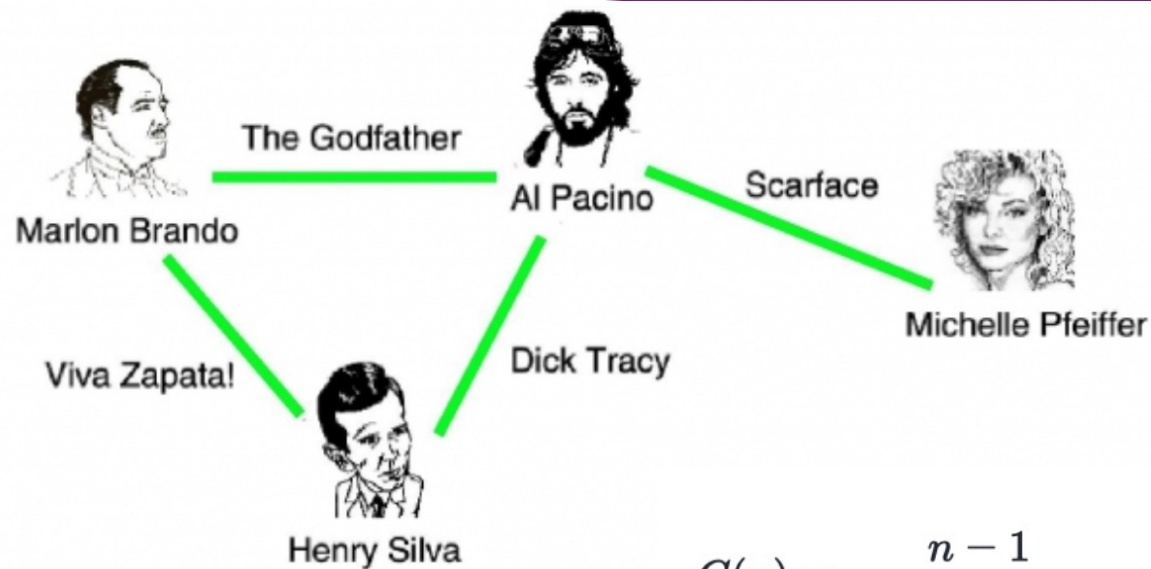 The Godfather
Al Pacino
Scarface
Marlon Brando
Michelle Pfeiffer
Viva Zapata!
Dick Tracy
Henry Silva
n − 1